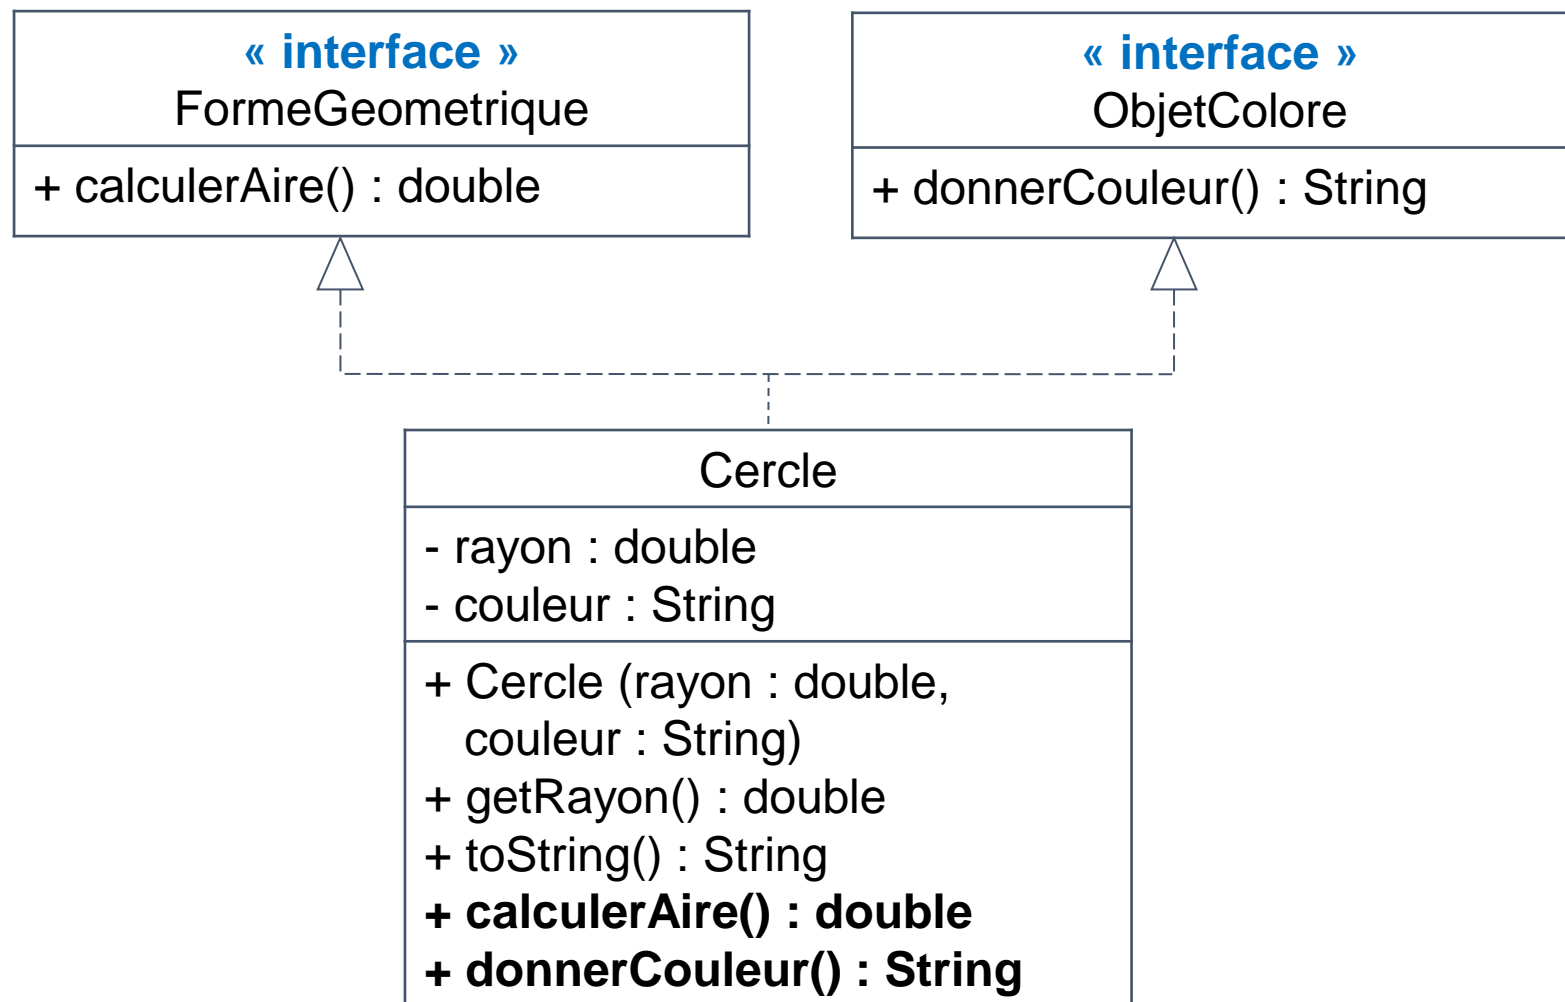 « interface »
FormeGeometrique
+ calculerAire() : double
« interface »
ObjetColore
+ donnerCouleur() : String
Cercle
- rayon : double
- couleur : String
+ Cercle (rayon : double,
couleur : String)
+ getRayon() : double
+ toString() : String
+ calculerAire() : double
+ donnerCouleur() : String